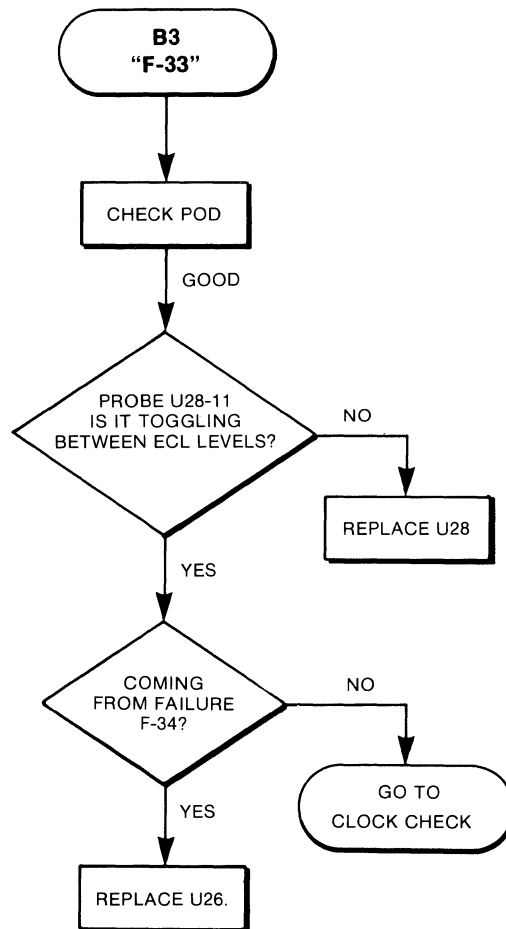 B3
"F-33"
CHECK POD
GOOD
PROBE U28-11
IS IT TOGGLING
BETWEEN ECL LEVELS?
NO
REPLACE U28
YES
COMING
FROM FAILURE
F-34?
NO
GO TO
CLOCK CHECK
YES
REPLACE U26.